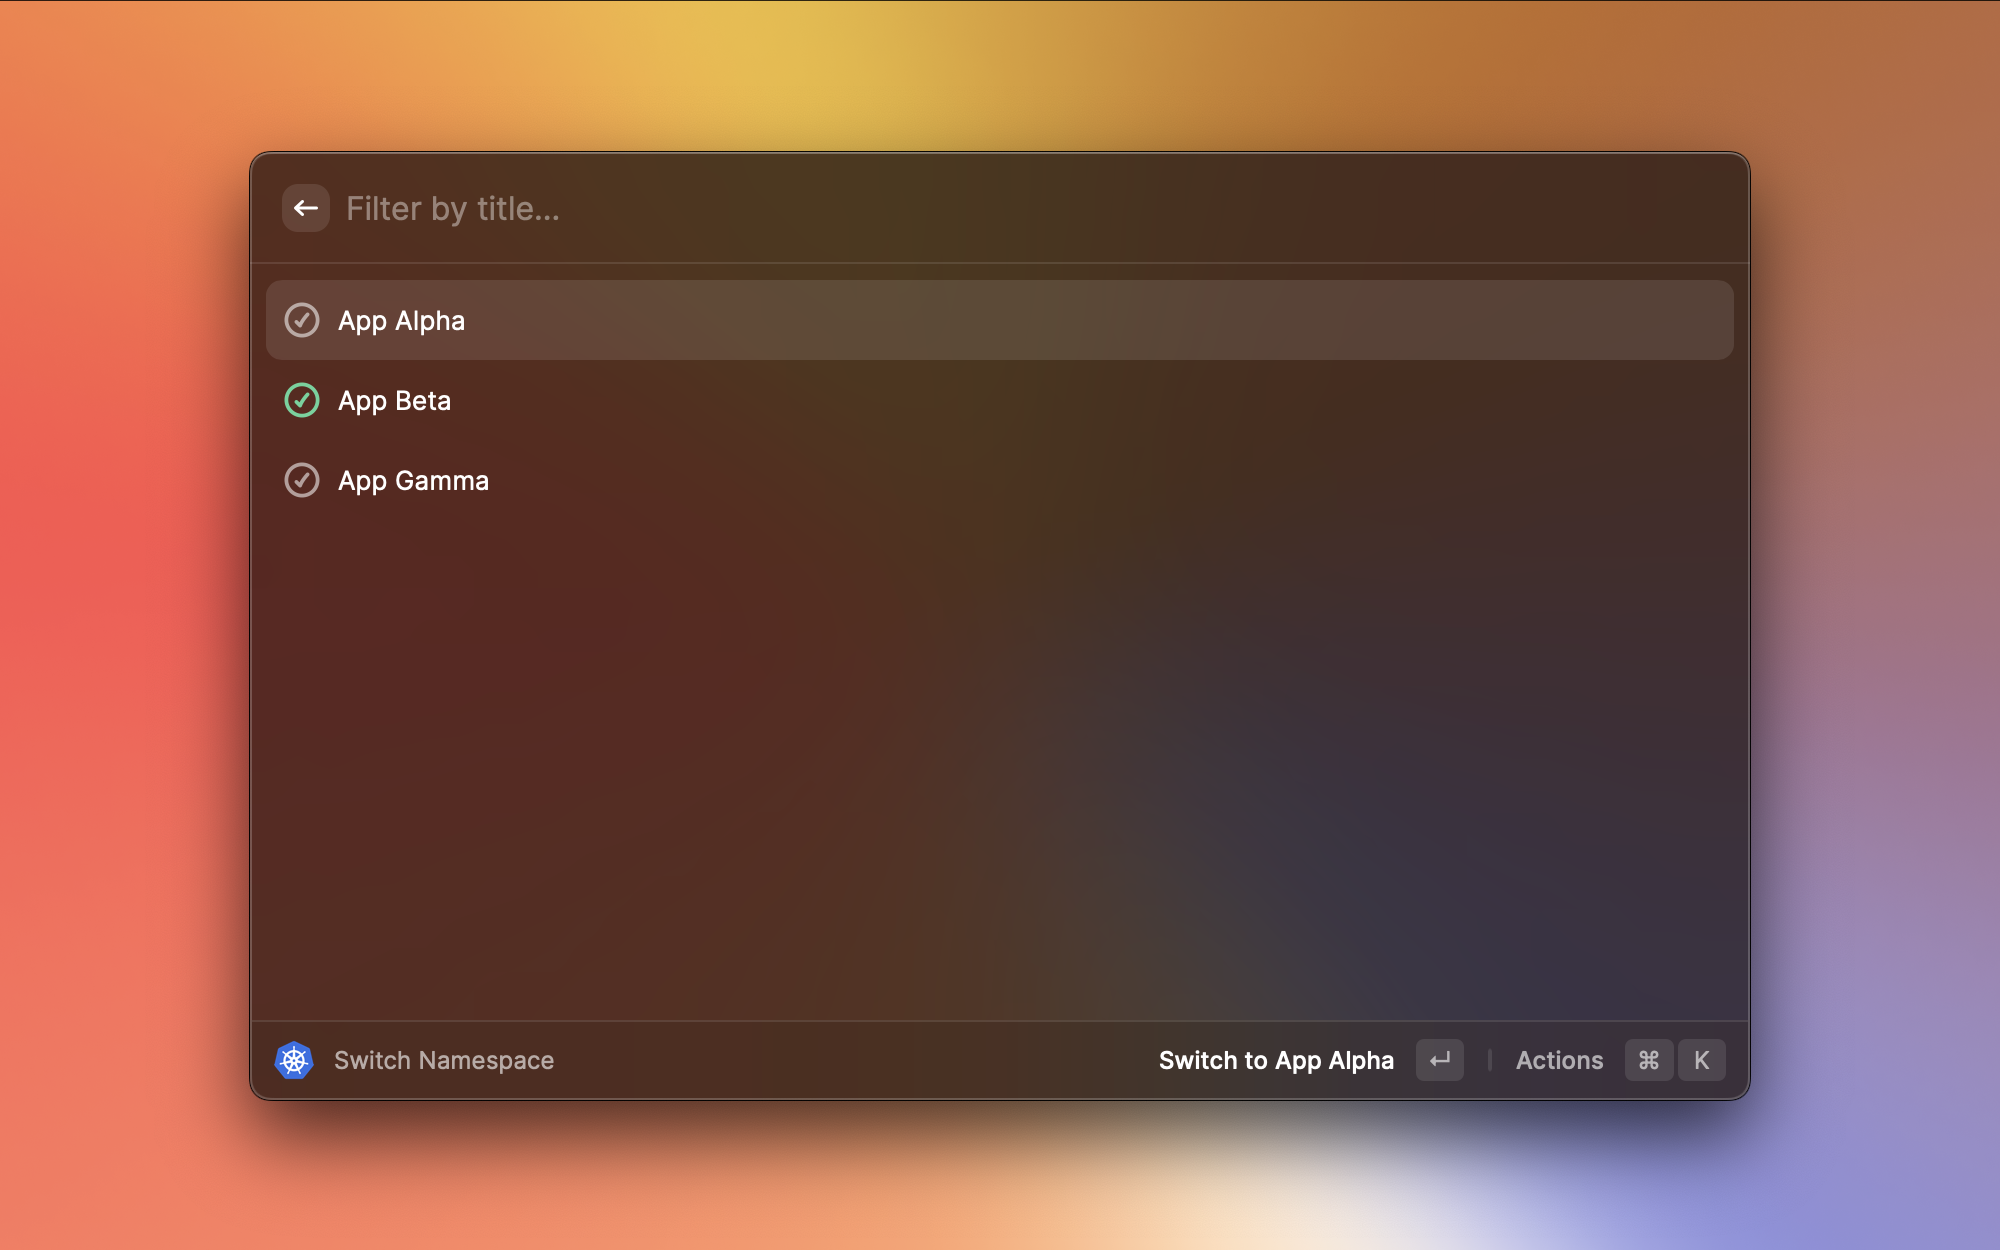 Filter by title...
App Alpha
App Beta
App Gamma
Switch Namespace
Switch to App Alpha ↵ | Actions ⌘ K